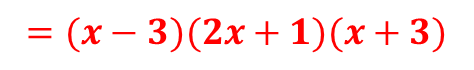 = (x − 3)(2x + 1)(x + 3)